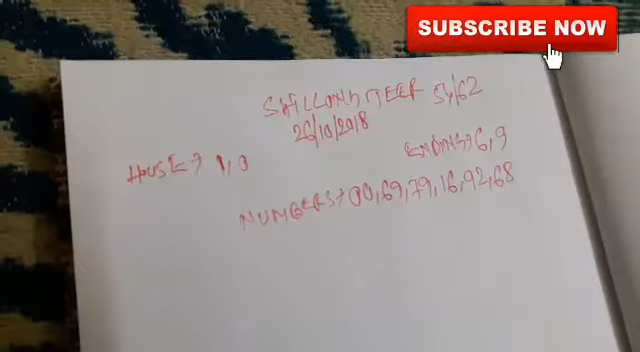 SUBSCRIBE NOW
SHILLONG TEER 54/62
26/10/2018
HOUSE→ 1,0
ENDING→6,9
NUMBERS→00,69,79,16,92,68